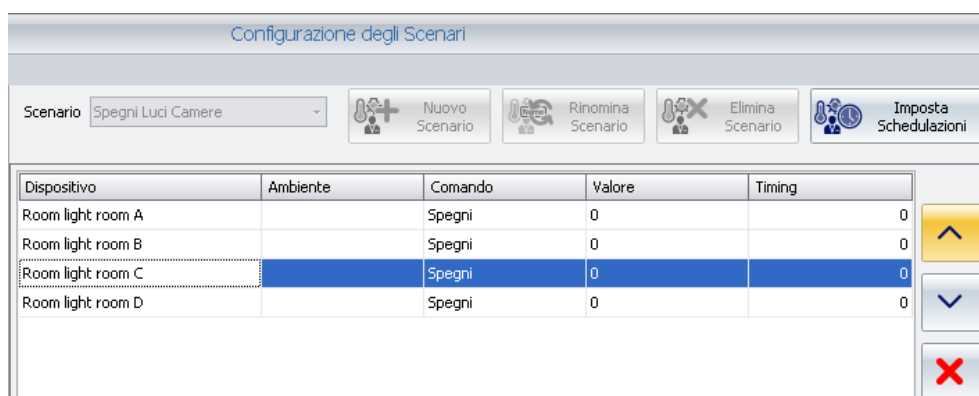 Configurazione degli Scenari
Scenario Spegni Luci Camere Nuovo Scenario Rinomina Scenario Elimina Scenario Imposta Schedulazioni
Dispositivo Ambiente Comando Valore Timing
Room light room A Spegni 0 0
Room light room B Spegni 0 0
Room light room C Spegni 0 0
Room light room D Spegni 0 0